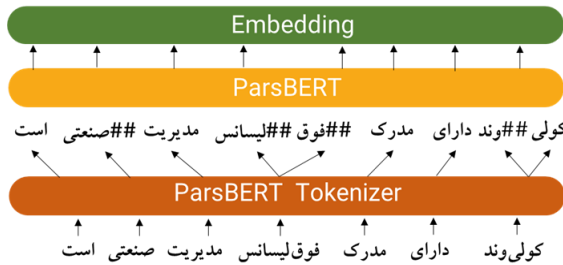 Embedding
ParsBERT
کولی ##وند دارای مدرک ##فوق ##لیسانس مدیریت ##صنعتی است
ParsBERT Tokenizer
کولی‌وند دارای مدرک فوق‌لیسانس مدیریت صنعتی است